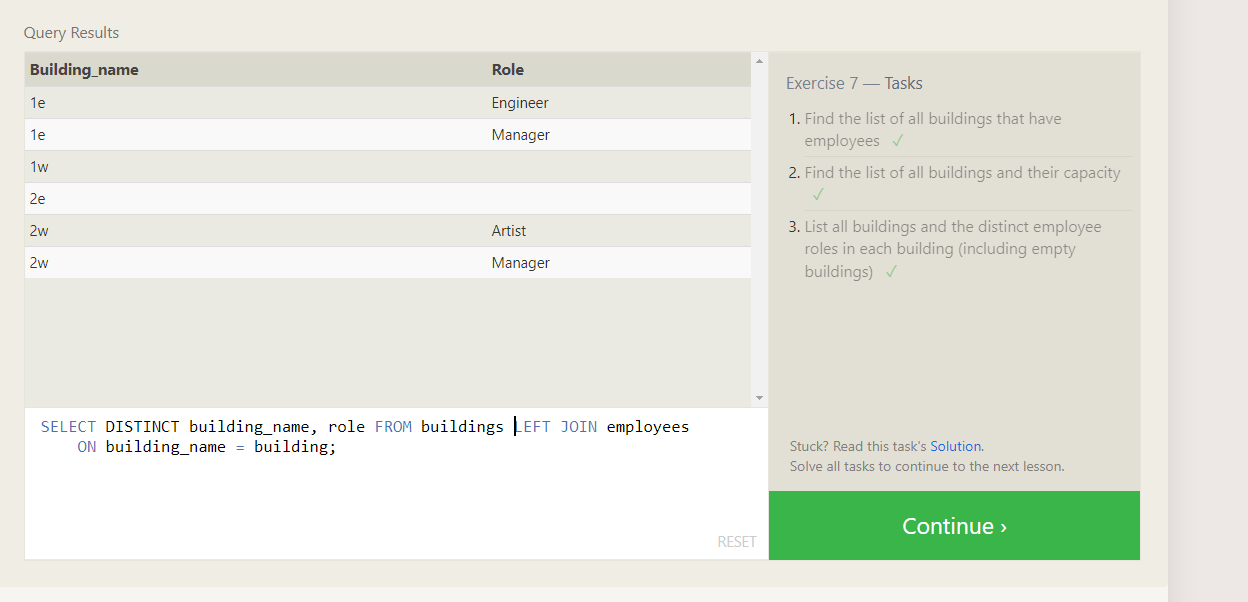 Query Results
Building_name Role
1e Engineer
1e Manager
1w
2e
2w Artist
2w Manager
SELECT DISTINCT building_name, role FROM buildings LEFT JOIN employees
ON building_name = building;
RESET
Exercise 7 — Tasks
1. Find the list of all buildings that have
employees ✓
2. Find the list of all buildings and their capacity
✓
3. List all buildings and the distinct employee
roles in each building (including empty
buildings) ✓
Stuck? Read this task's Solution.
Solve all tasks to continue to the next lesson.
Continue ›